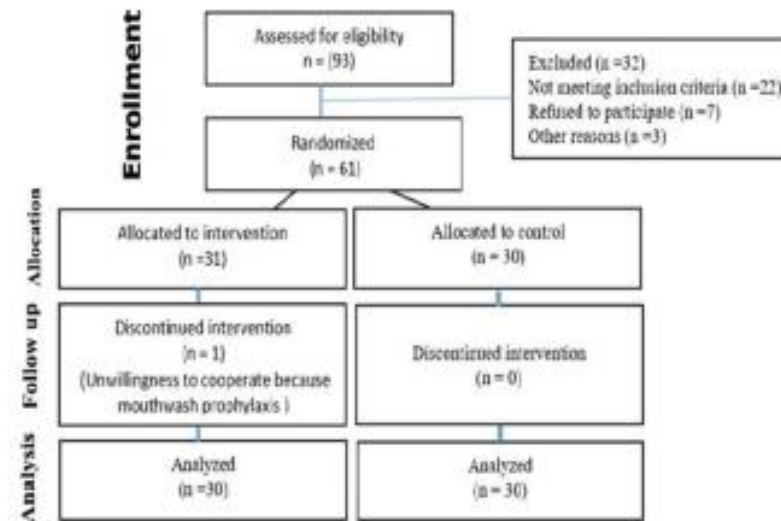 Enrollment
Assessed for eligibility
n = (93)
Excluded (n =32)
Not meeting inclusion criteria (n =22)
Refused to participate (n =7)
Other reasons (n =3)
Randomized
(n = 61)
Allocation
Allocated to intervention
(n =31)
Allocated to control
(n = 30)
Follow up
Discontinued intervention
(n = 1)
(Unwillingness to cooperate because
mouthwash prophylaxis )
Discontinued intervention
(n = 0)
Analysis
Analyzed
(n =30)
Analyzed
(n = 30)